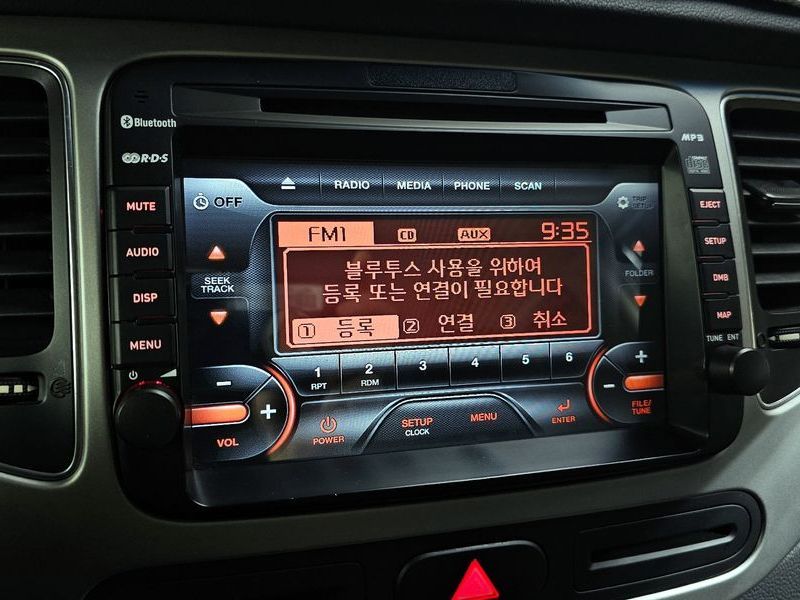 Bluetooth
R·D·S
MP3
MUTE
AUDIO
DISP
MENU
EJECT
SETUP
DMB
MAP
TUNE ENT
RADIO
MEDIA
PHONE
SCAN
OFF
TRIP
SETUP
SEEK
TRACK
FOLDER
FM1 CD AUX 9:35
블루투스 사용을 위하여
등록 또는 연결이 필요합니다
1 등록 2 연결 3 취소
1 2 3 4 5 6
RPT RDM
VOL
POWER
SETUP
CLOCK
MENU
ENTER
FILE/
TUNE